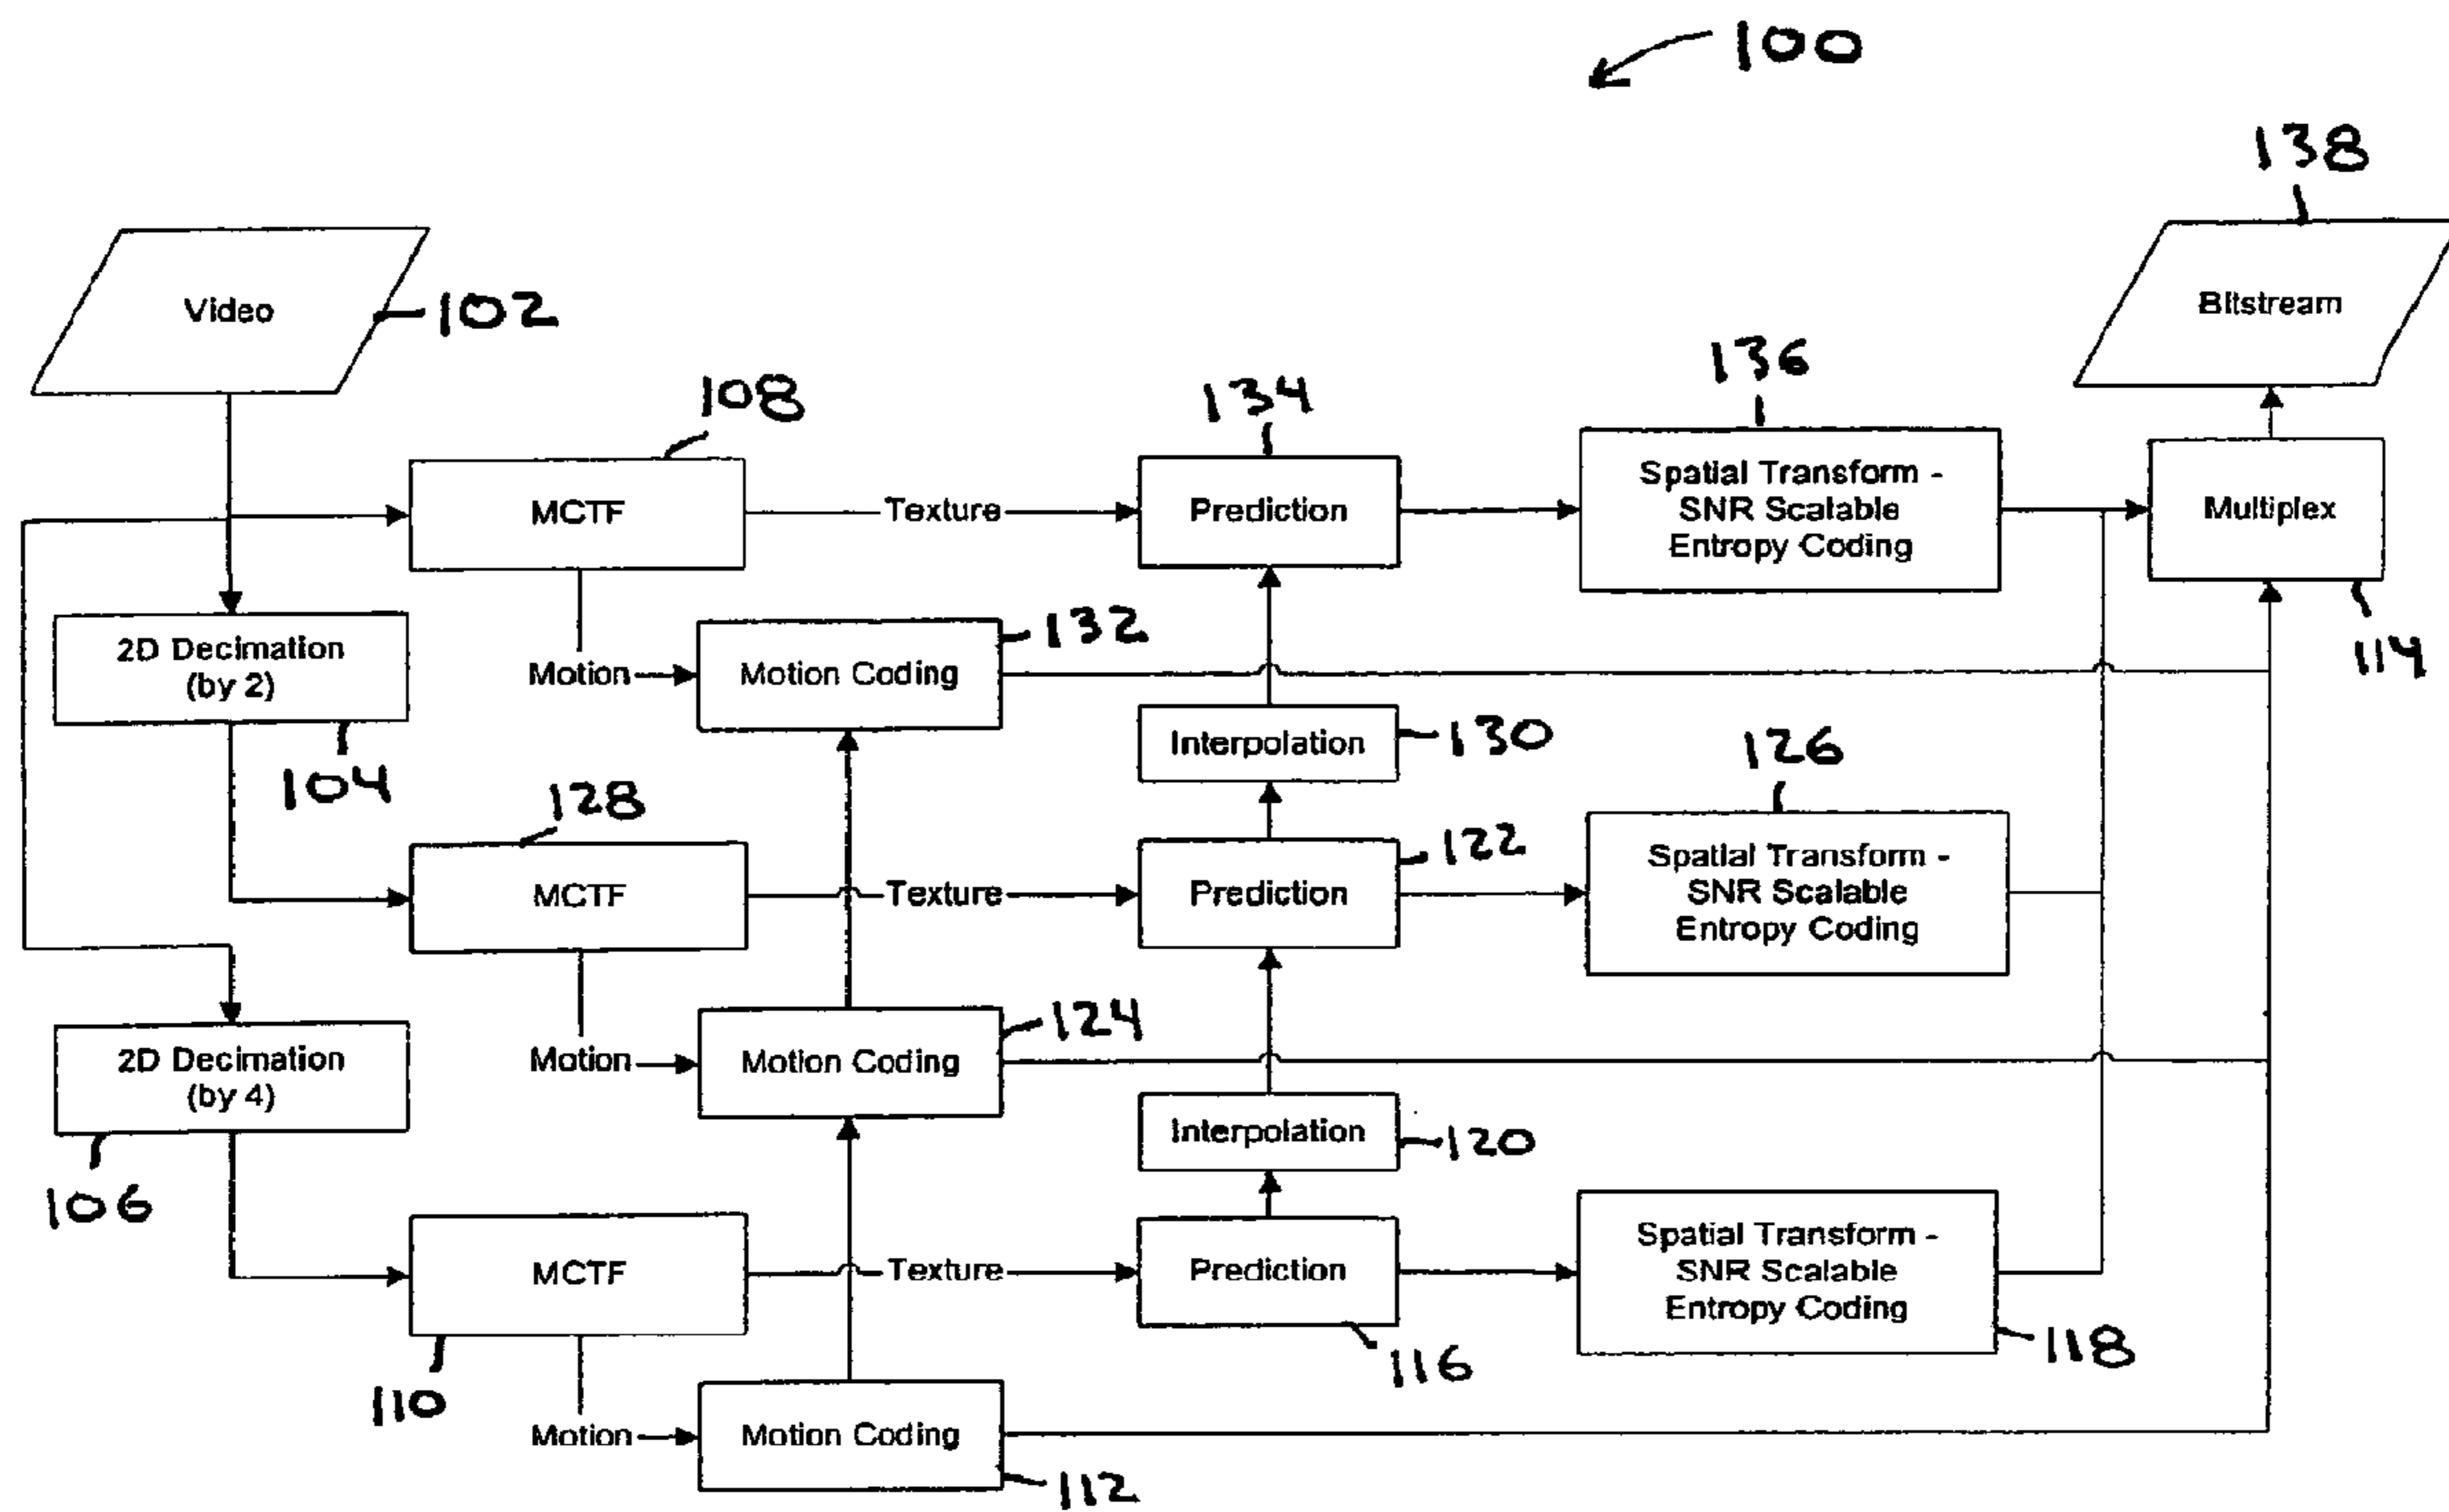 100
138
Video
102
Bitstream
136
134
108
MCTF
Texture
Prediction
Spatial Transform -
SNR Scalable
Entropy Coding
Multiplex
114
2D Decimation
(by 2)
104
Motion
Motion Coding
132
Interpolation
130
126
128
122
MCTF
Texture
Prediction
Spatial Transform -
SNR Scalable
Entropy Coding
124
Motion
Motion Coding
2D Decimation
(by 4)
106
Interpolation
120
MCTF
110
Texture
Prediction
116
Spatial Transform -
SNR Scalable
Entropy Coding
118
Motion
Motion Coding
112